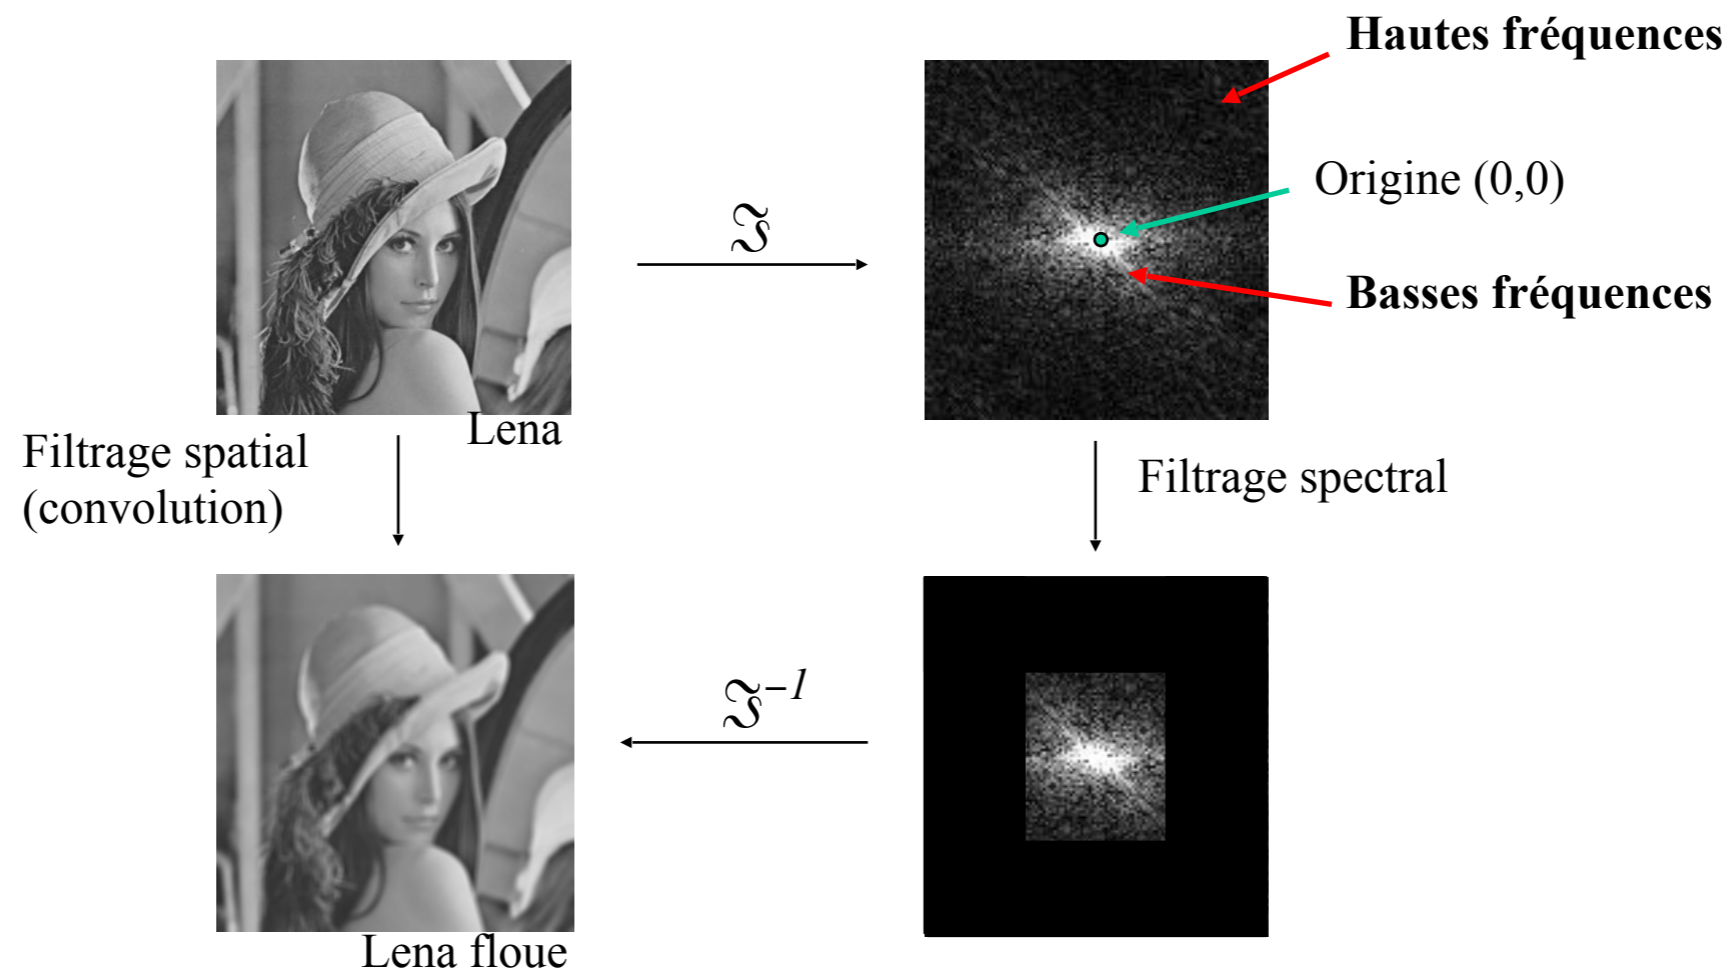 Hautes fréquences
ℑ
Origine (0,0)
Basses fréquences
Lena
Filtrage spatial
(convolution)
Filtrage spectral
ℑ⁻¹
Lena floue